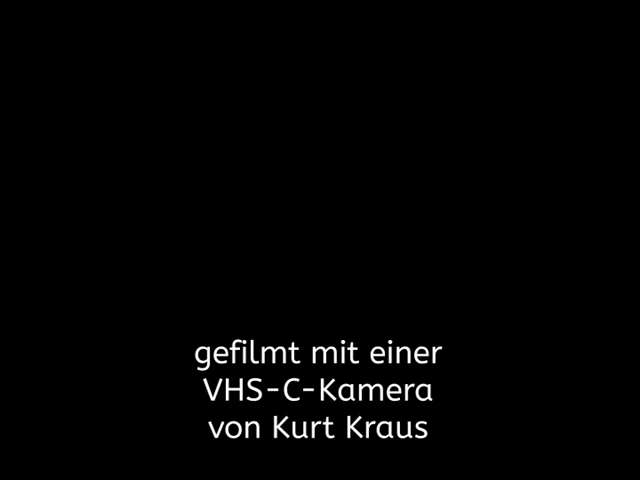 gefilmt mit einer
VHS-C-Kamera
von Kurt Kraus